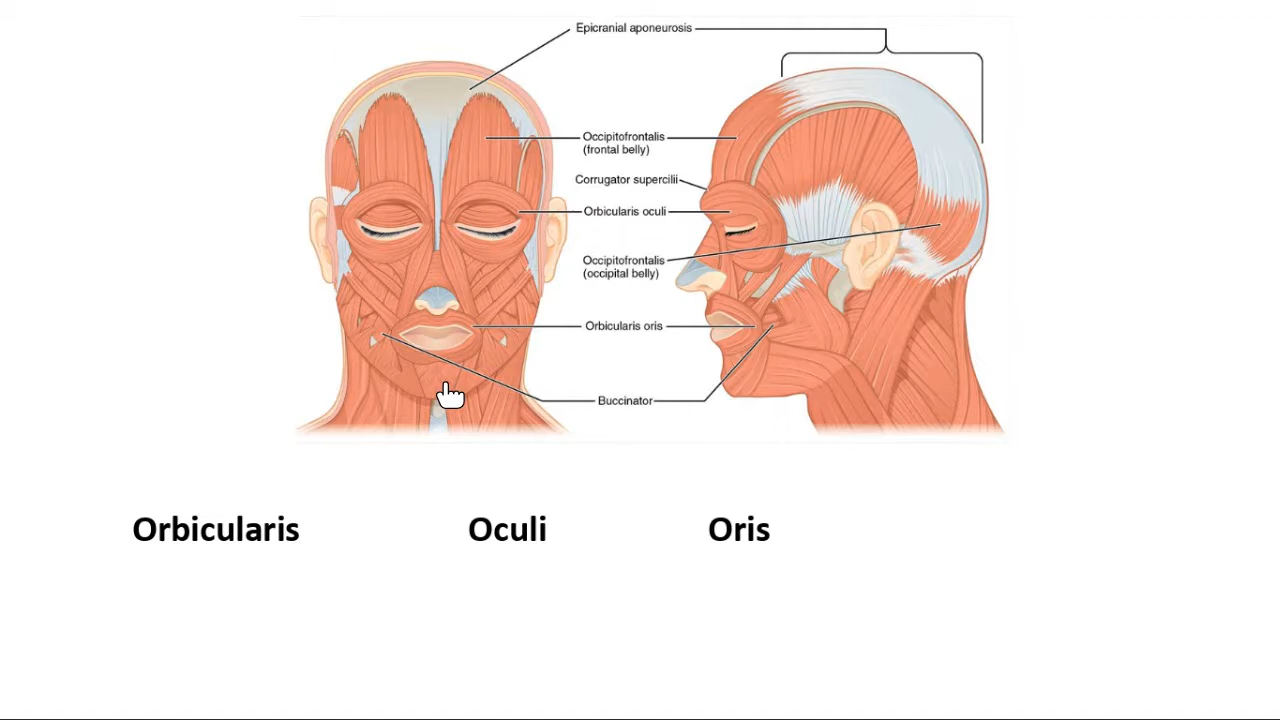 Epicranial aponeurosis
Occipitofrontalis
(frontal belly)
Corrugator supercilii
Orbicularis oculi
Occipitofrontalis
(occipital belly)
Orbicularis oris
Buccinator
Orbicularis Oculi Oris